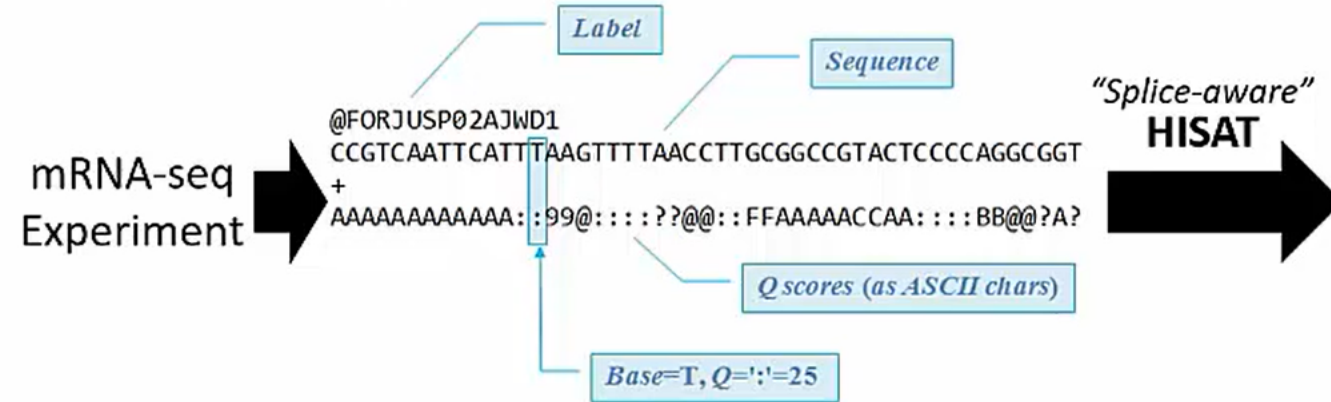 Label
Sequence
"Splice-aware"
HISAT
mRNA-seq
Experiment
@FORJUSP02AJWD1
CCGTCAATTCATTTAAGTTTTAACCTTGCGGCCGTACTCCCCAGGCGGT
+
AAAAAAAAAAAA::99@::::??@@::FFAAAAACCAA::::BB@@?A?
Q scores (as ASCII chars)
Base=T, Q=':'=25